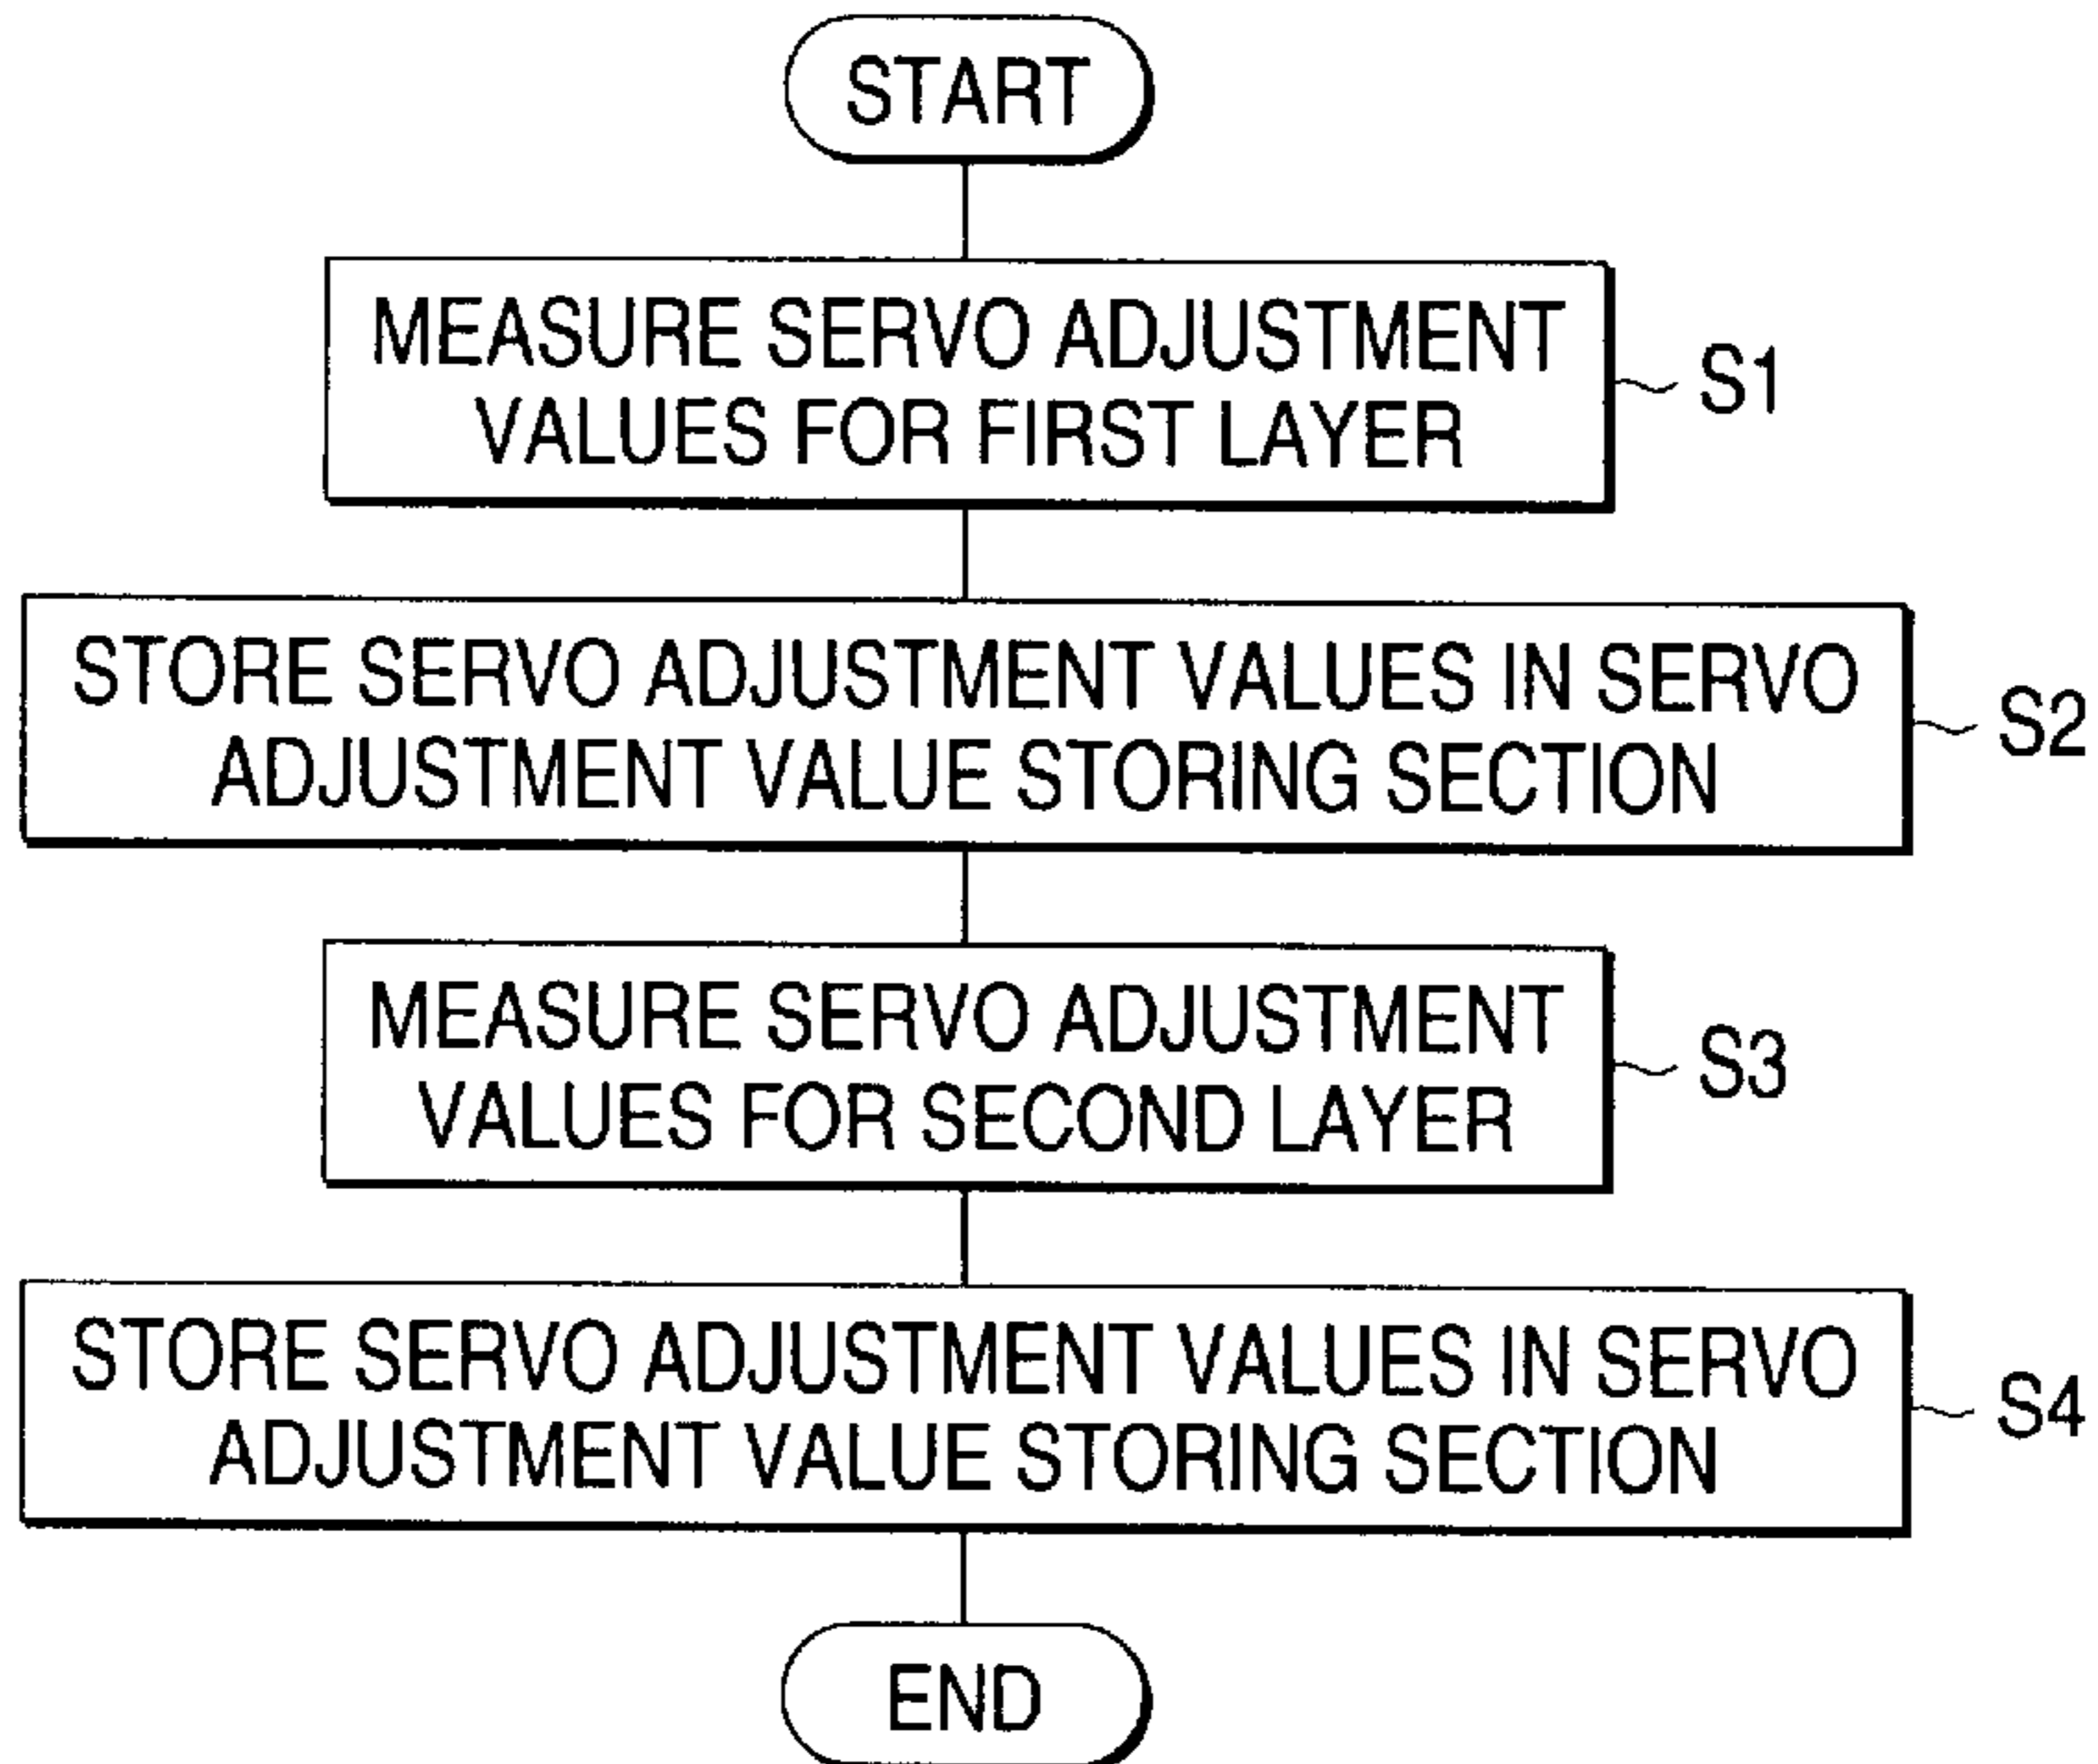 START
MEASURE SERVO ADJUSTMENT
VALUES FOR FIRST LAYER
S1
STORE SERVO ADJUSTMENT VALUES IN SERVO
ADJUSTMENT VALUE STORING SECTION
S2
MEASURE SERVO ADJUSTMENT
VALUES FOR SECOND LAYER
S3
STORE SERVO ADJUSTMENT VALUES IN SERVO
ADJUSTMENT VALUE STORING SECTION
S4
END